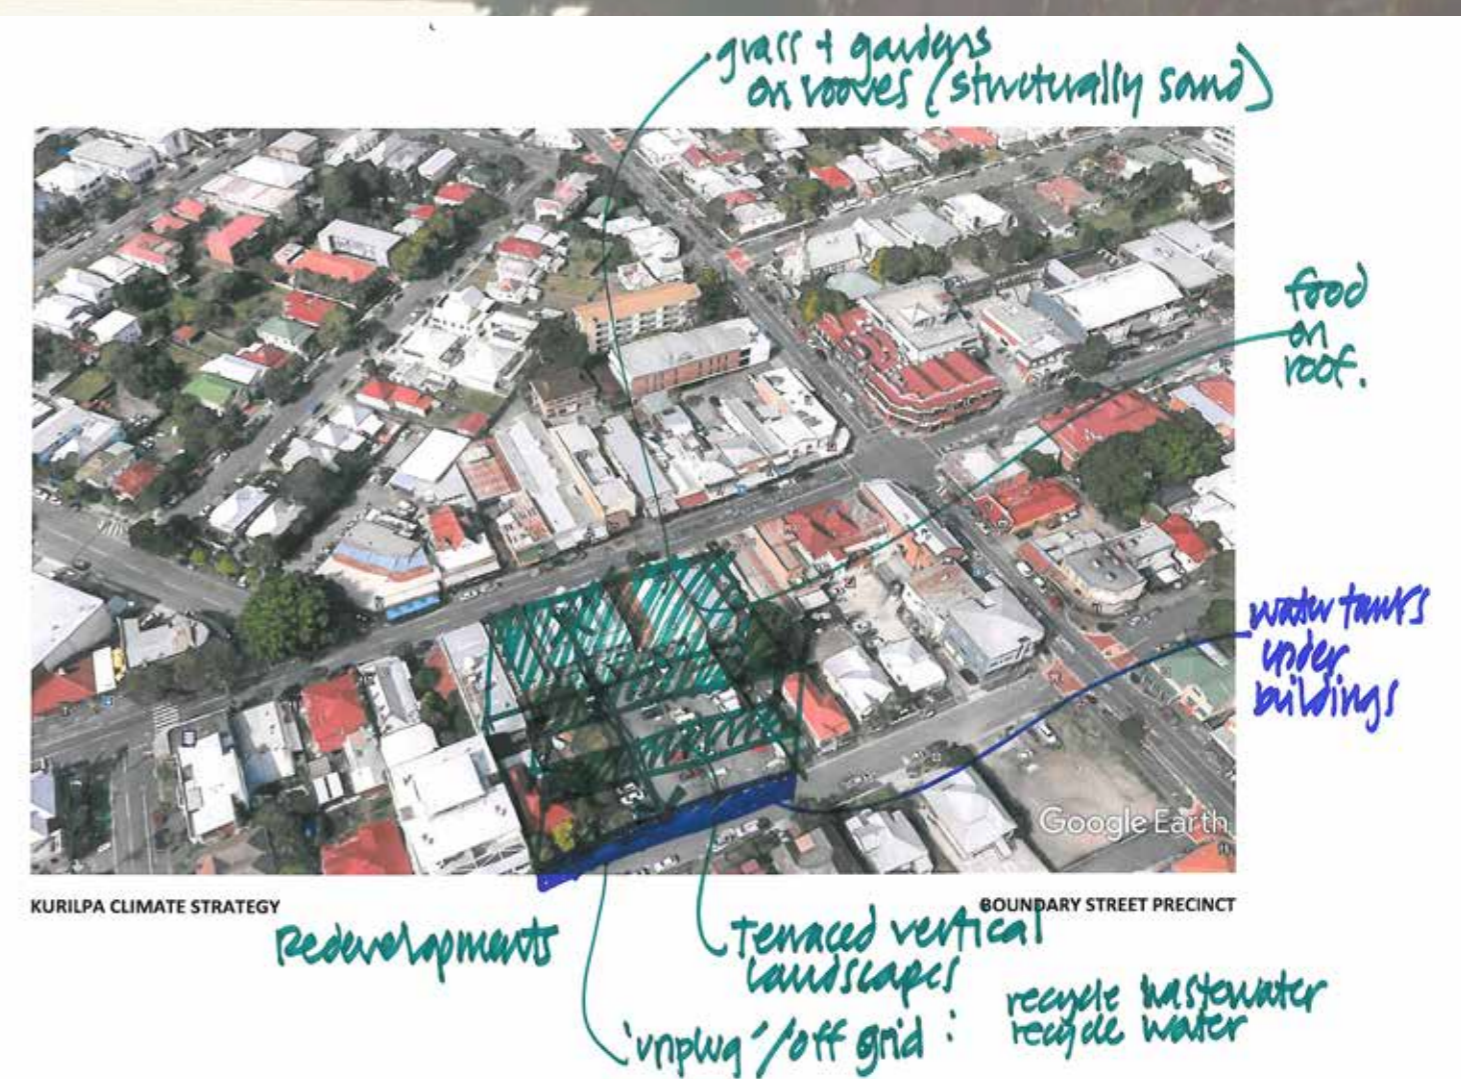 grass + gardens
on rooves (structurally sound)
food
on
roof.
water tanks
under
buildings
Google Earth
KURILPA CLIMATE STRATEGY
BOUNDARY STREET PRECINCT
Redevelopments
terraced vertical
landscapes
'unplug'/off grid :
recycle wastewater
recycle water